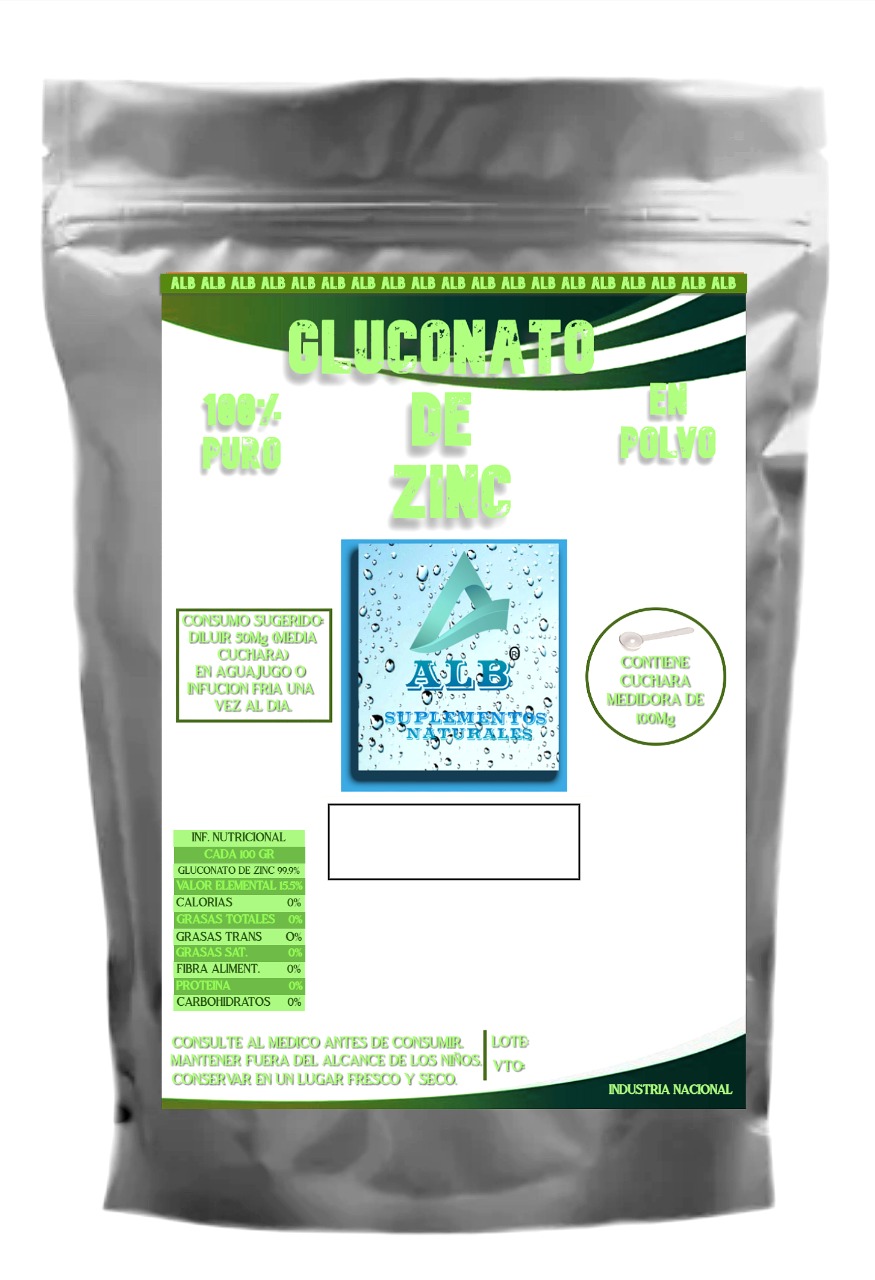 ALB ALB ALB ALB ALB ALB ALB ALB ALB ALB ALB ALB ALB ALB ALB ALB ALB ALB ALB
GLUCONATO
DE
ZINC
100%
PURO
EN
POLVO
CONSUMO SUGERIDO:
DILUIR 50Mg (MEDIA
CUCHARA)
EN AGUA,JUGO O
INFUCION FRIA UNA
VEZ AL DIA.
ALB®
SUPLEMENTOS
NATURALES
CONTIENE
CUCHARA
MEDIDORA DE
100Mg
INF. NUTRICIONAL
CADA 100 GR
GLUCONATO DE ZINC 99.9%
VALOR ELEMENTAL 15.5%
CALORIAS 0%
GRASAS TOTALES 0%
GRASAS TRANS O%
GRASAS SAT. 0%
FIBRA ALIMENT. 0%
PROTEINA 0%
CARBOHIDRATOS 0%
CONSULTE AL MEDICO ANTES DE CONSUMIR.
MANTENER FUERA DEL ALCANCE DE LOS NIÑOS.
CONSERVAR EN UN LUGAR FRESCO Y SECO.
LOTE:
VTO:
INDUSTRIA NACIONAL